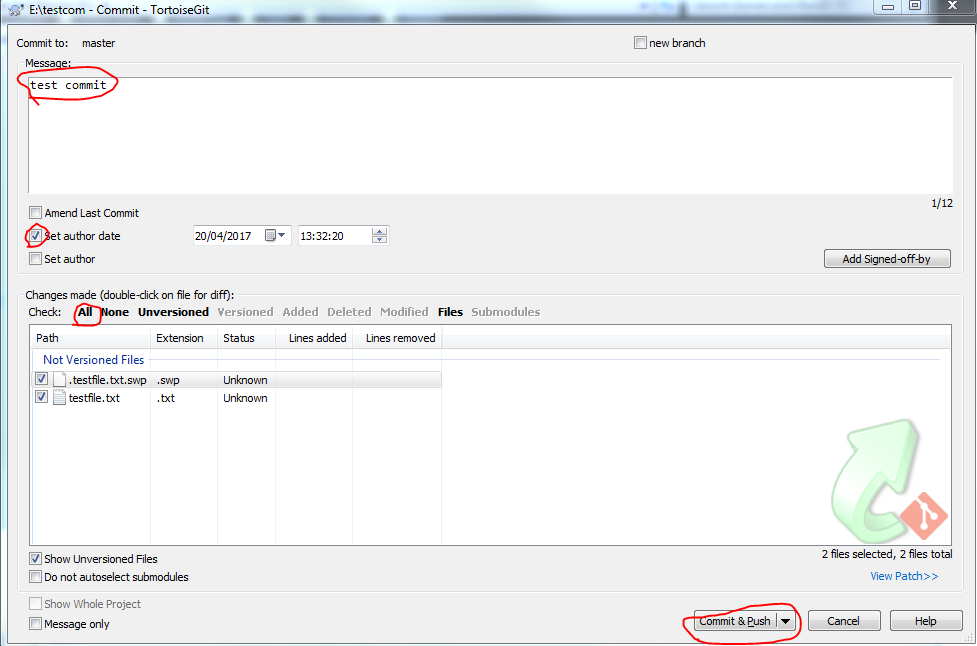 E:\testcom - Commit - TortoiseGit
Commit to: master new branch
Message:
test commit
1/12
Amend Last Commit
Set author date 20/04/2017 13:32:20
Set author Add Signed-off-by
Changes made (double-click on file for diff):
Check: All None Unversioned Versioned Added Deleted Modified Files Submodules
Path Extension Status Lines added Lines removed
Not Versioned Files
.testfile.txt.swp .swp Unknown
testfile.txt .txt Unknown
Show Unversioned Files 2 files selected, 2 files total
Do not autoselect submodules View Patch>>
Show Whole Project
Message only Commit & Push Cancel Help